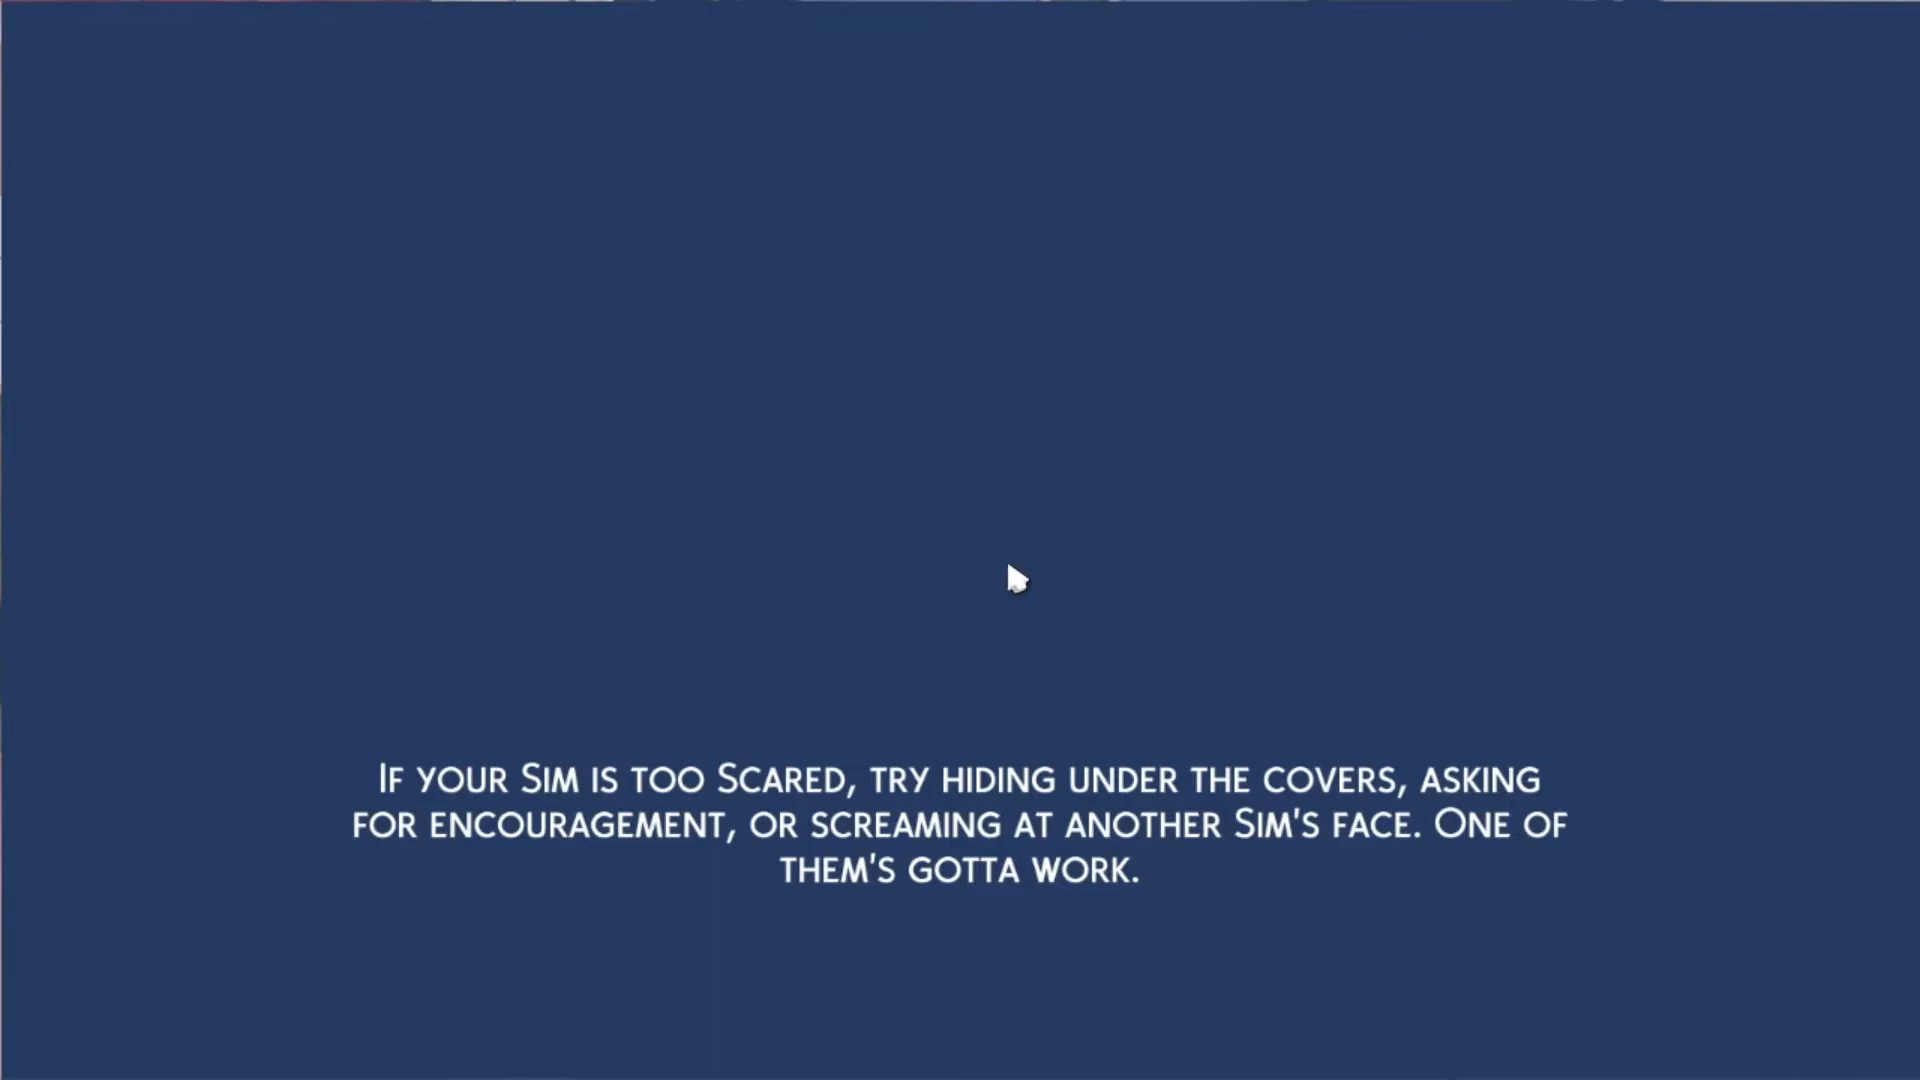 If your Sim is too Scared, try hiding under the covers, asking
for encouragement, or screaming at another Sim's face. One of
them's gotta work.